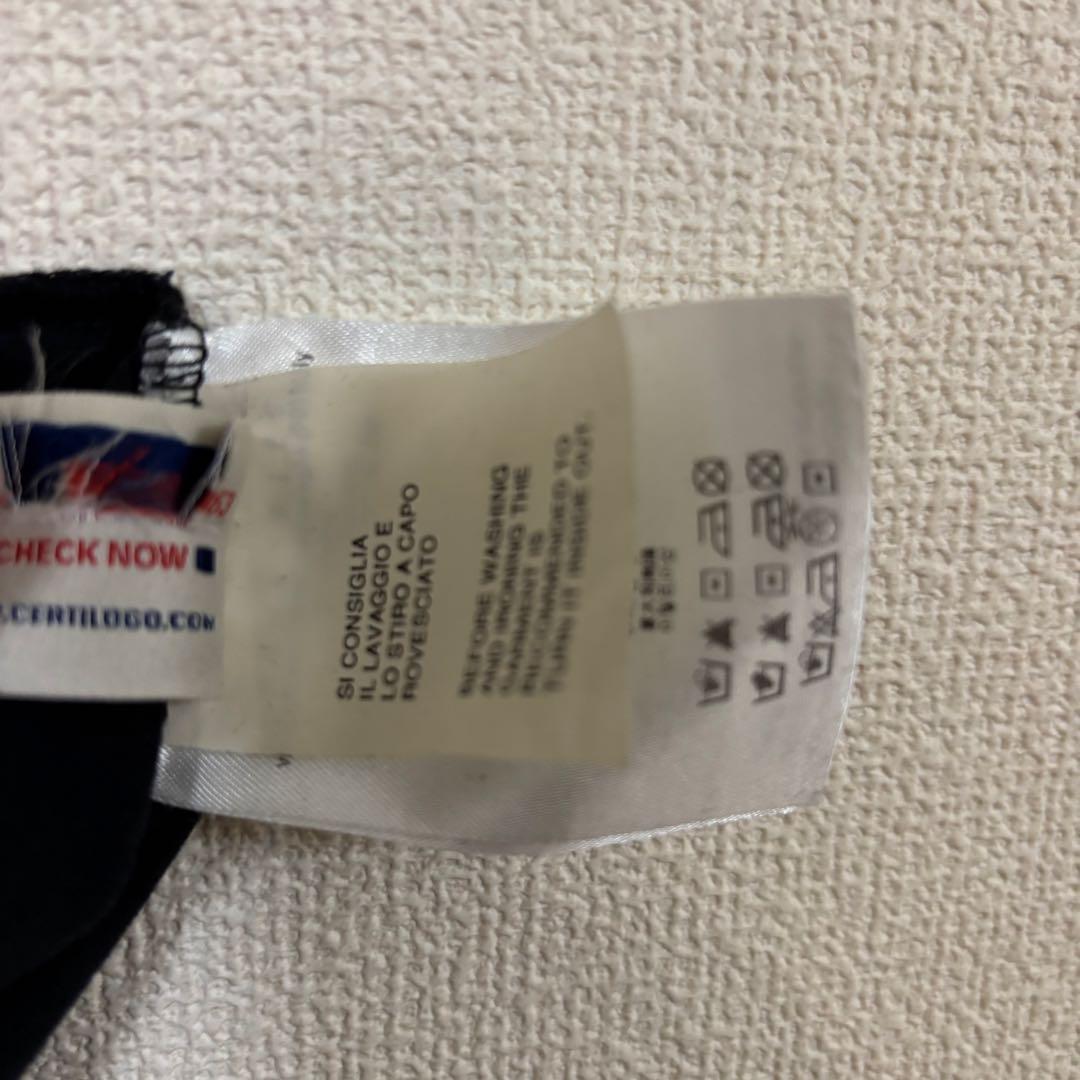 CHECK NOW
.CERTILOGO.COM
SI CONSIGLIA
IL LAVAGGIO E
LO STIRO A CAPO
ROVESCIATO
BEFORE WASHING
AND IRONING THE
GARMENT IS
RECOMMENDED TO
TURN IT INSIDE OUT.